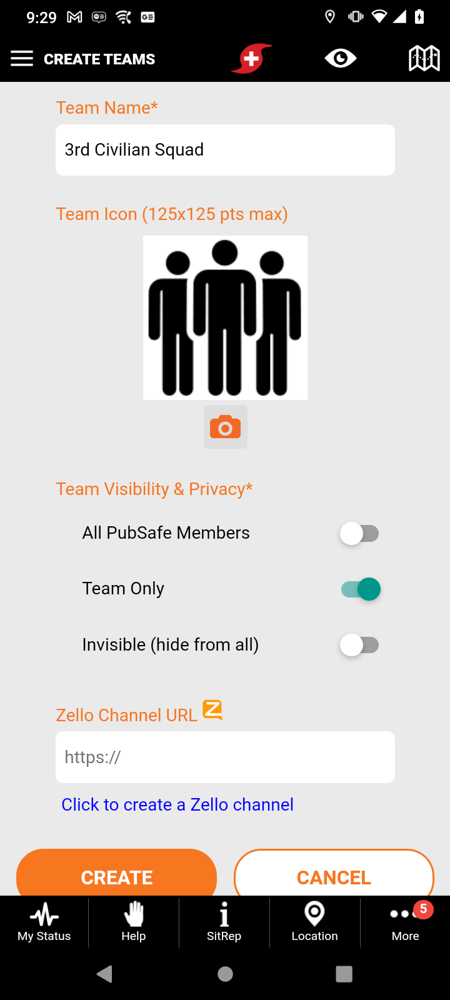 9:29
CREATE TEAMS
Team Name*
3rd Civilian Squad
Team Icon (125x125 pts max)
Team Visibility & Privacy*
All PubSafe Members
Team Only
Invisible (hide from all)
Zello Channel URL
https://
Click to create a Zello channel
CREATE CANCEL
5
My Status Help SitRep Location More